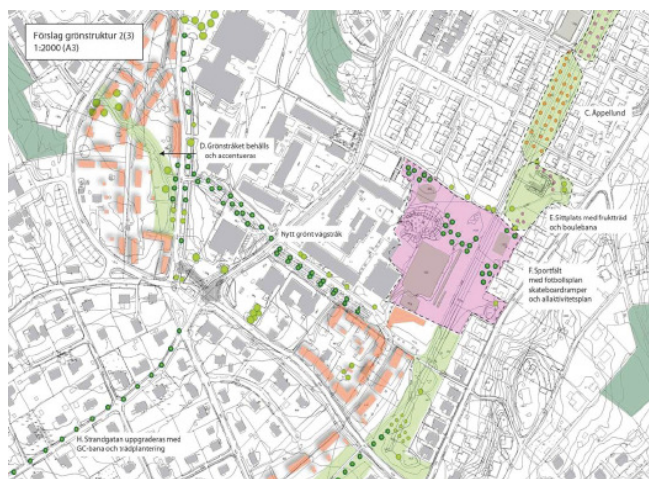 Förslag grönstruktur 2(3)
1:2000 (A3)
C. Äppellund
D. Grönstråket behålls
och accentueras
Nytt grönt vägstråk
E. Sittplats med fruktträd
och boulebana
F. Sportfält
med fotbollsplan
skateboardramper
och allaktivitetsplan
H. Strandgatan uppgraderas med
GC-bana och trädplantering